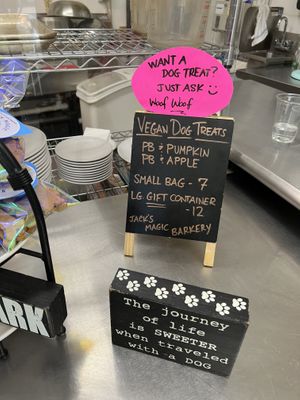 WANT A
DOG TREAT?
JUST ASK
WOOF WOOF
VEGAN DOG TREATS
PB & PUMPKIN
PB & APPLE
SMALL BAG - 7
LG. GIFT CONTAINER
- 12
JACK'S
MAGIC BARKERY
The journey
of life
is SWEETER
when traveled
with a DOG
ARK